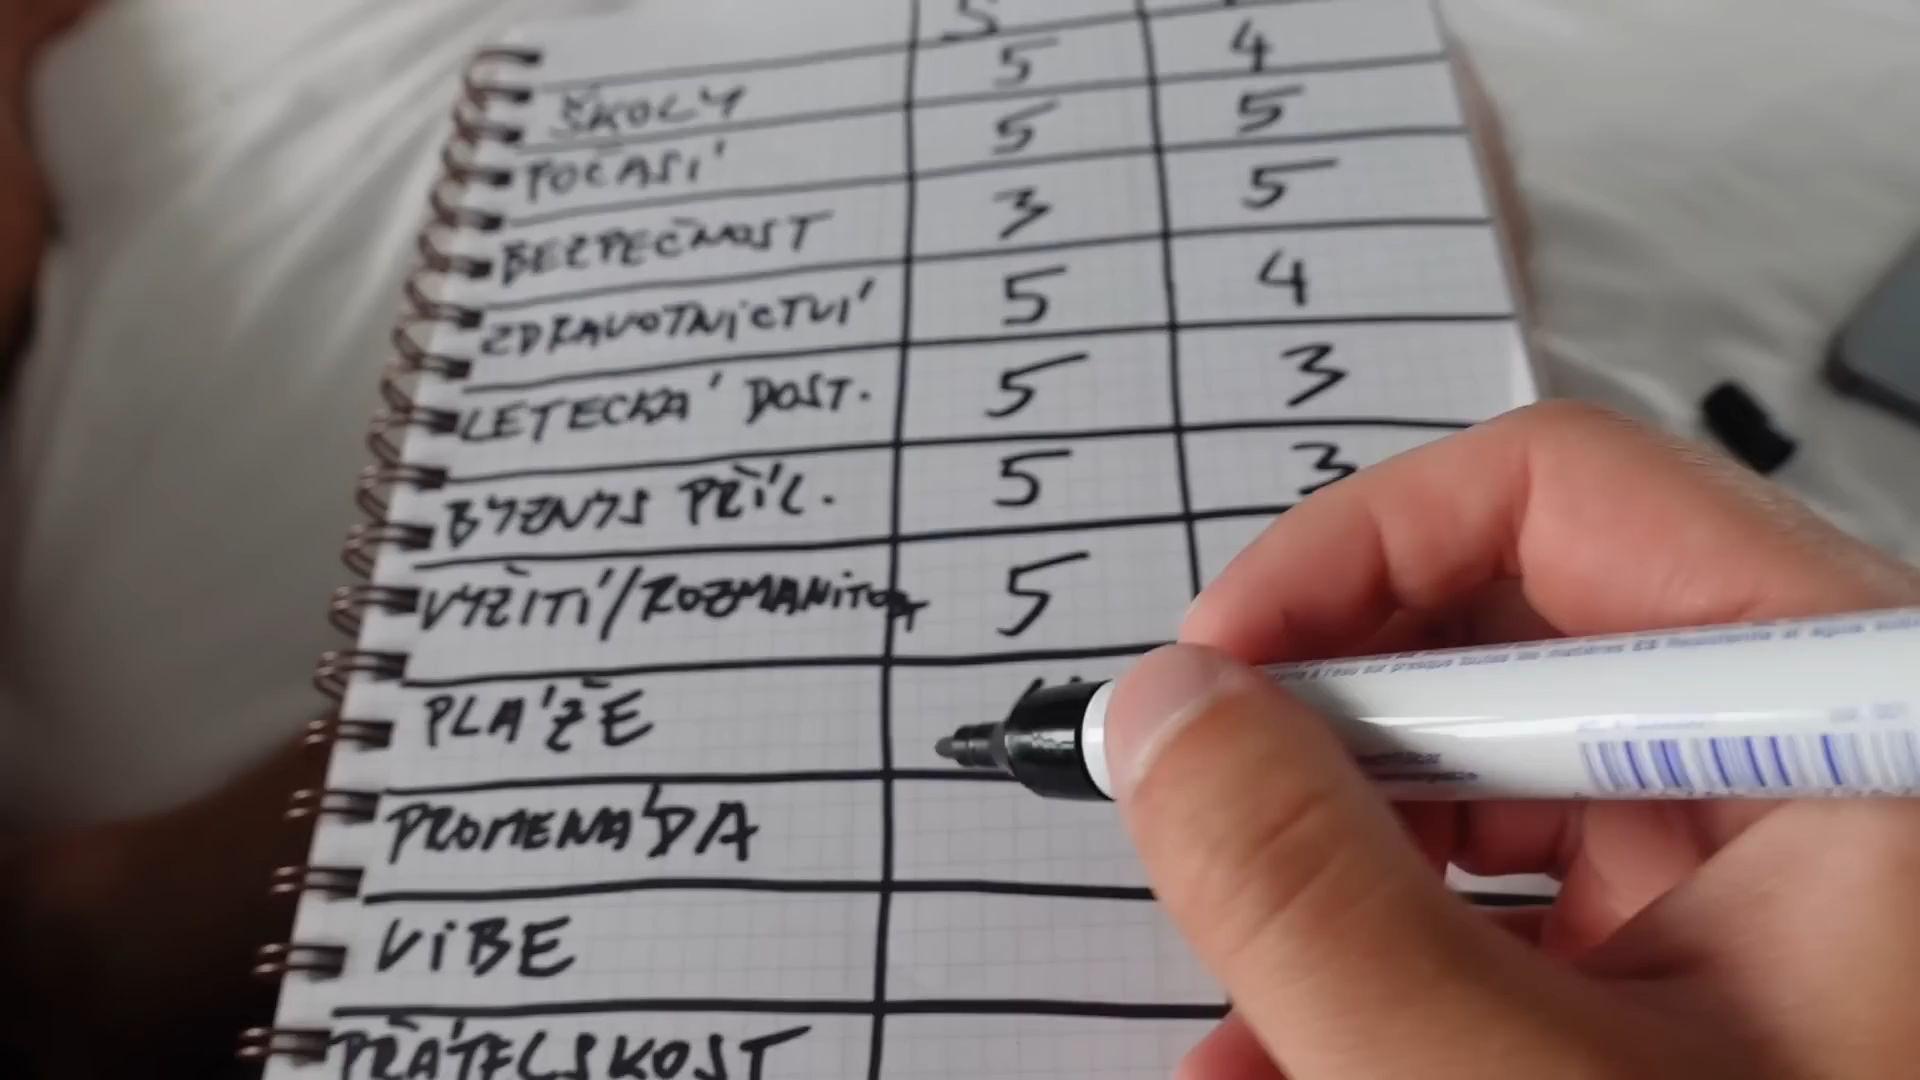 5
ŠKOLY 5 4
POČASÍ 5 5
BEZPEČNOST 3 5
ZDRAVOTNICTVÍ 5 4
LETECKÁ DOST. 5 3
BYZNYS PŘÍL. 5 3
VYŽITÍ/ROZMANITOST 5
PLÁŽE
PROMENÁDA
VIBE
PŘÁTELSKOST